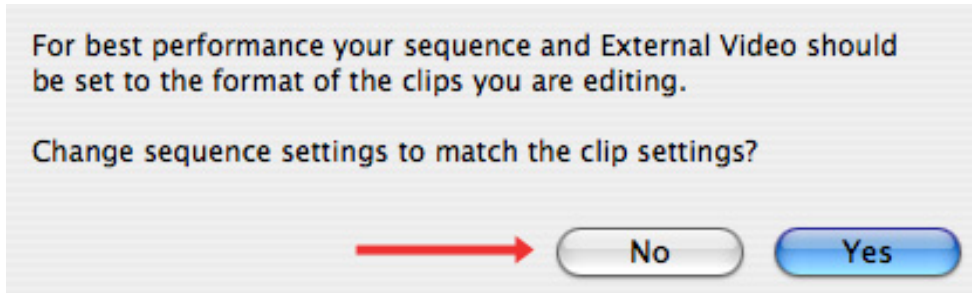 For best performance your sequence and External Video should
be set to the format of the clips you are editing.
Change sequence settings to match the clip settings?
No
Yes